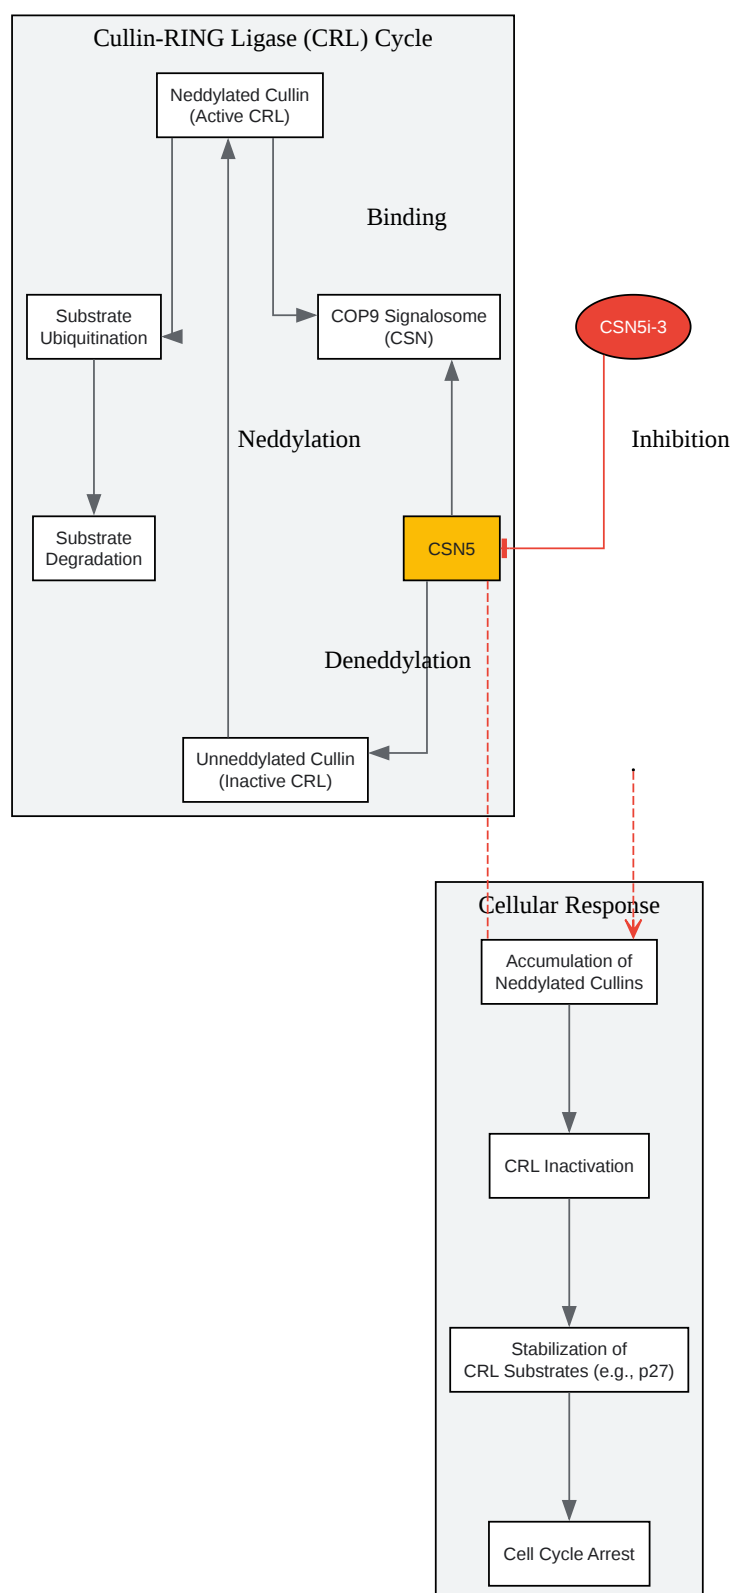 Cullin-RING Ligase (CRL) Cycle
Neddylated Cullin
(Active CRL)
Binding
Substrate
Ubiquitination
COP9 Signalosome
(CSN)
CSN5i-3
Neddylation
Inhibition
Substrate
Degradation
CSN5
Deneddylation
Unneddylated Cullin
(Inactive CRL)
Cellular Response
Accumulation of
Neddylated Cullins
CRL Inactivation
Stabilization of
CRL Substrates (e.g., p27)
Cell Cycle Arrest